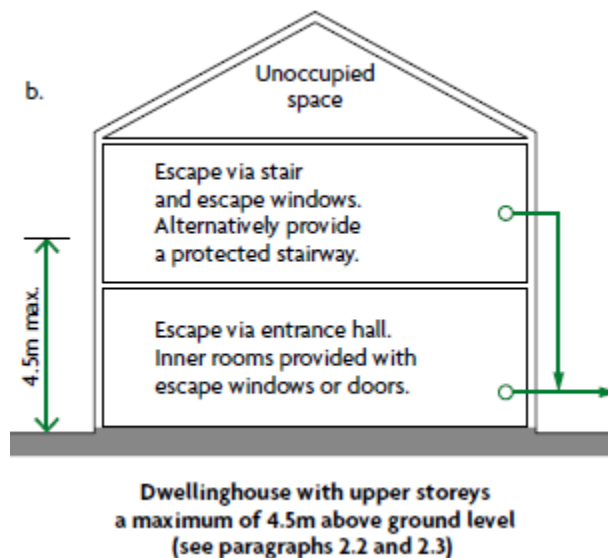 b.
Unoccupied
space
Escape via stair
and escape windows.
Alternatively provide
a protected stairway.
4.5m max.
Escape via entrance hall.
Inner rooms provided with
escape windows or doors.
Dwellinghouse with upper storeys
a maximum of 4.5m above ground level
(see paragraphs 2.2 and 2.3)